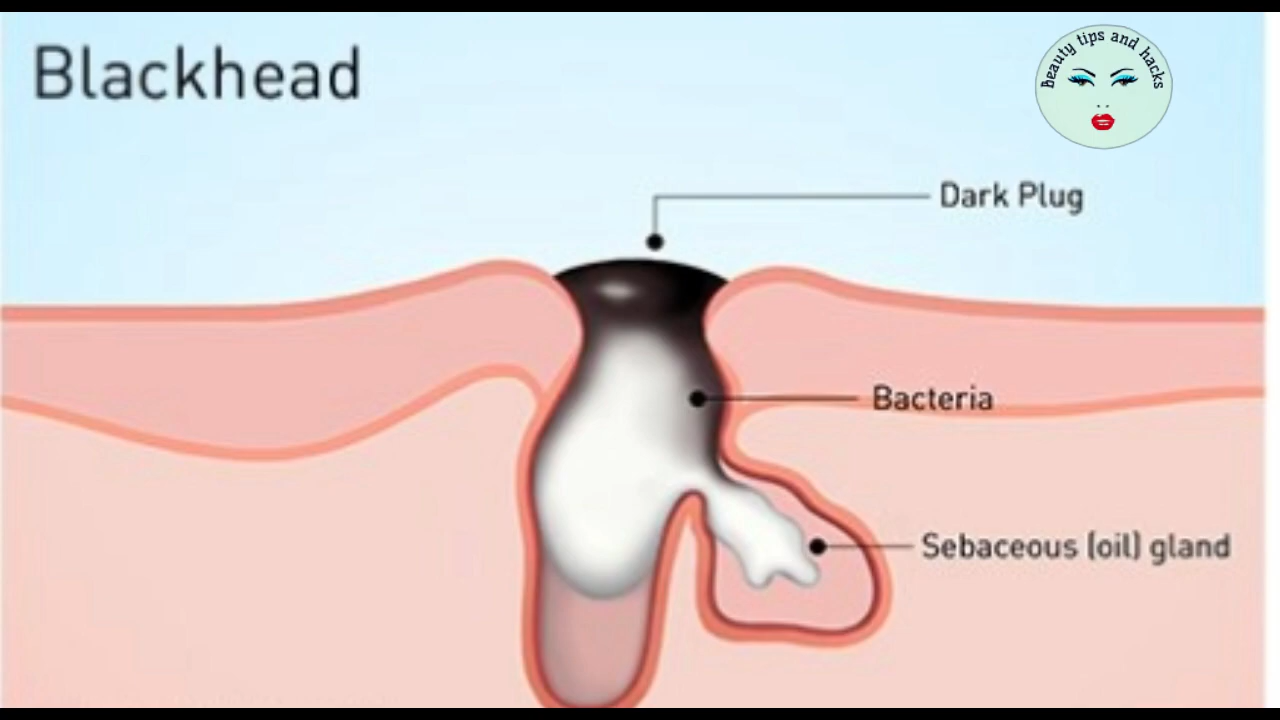 Blackhead
beauty tips and hacks
Dark Plug
Bacteria
Sebaceous (oil) gland